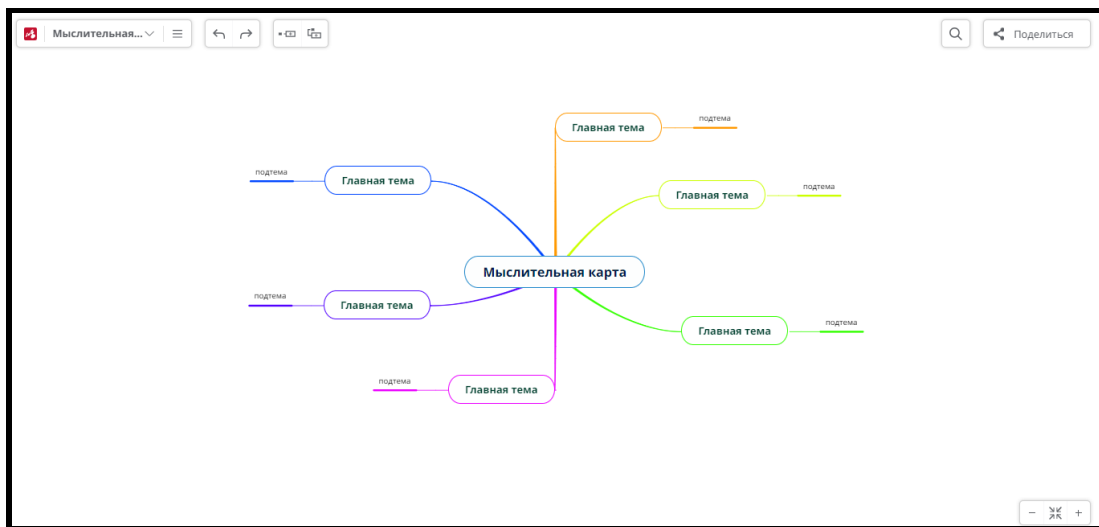 Мыслительная...
Поделиться
Главная тема
подтема
подтема
Главная тема
Главная тема
подтема
Мыслительная карта
подтема
Главная тема
Главная тема
подтема
подтема
Главная тема